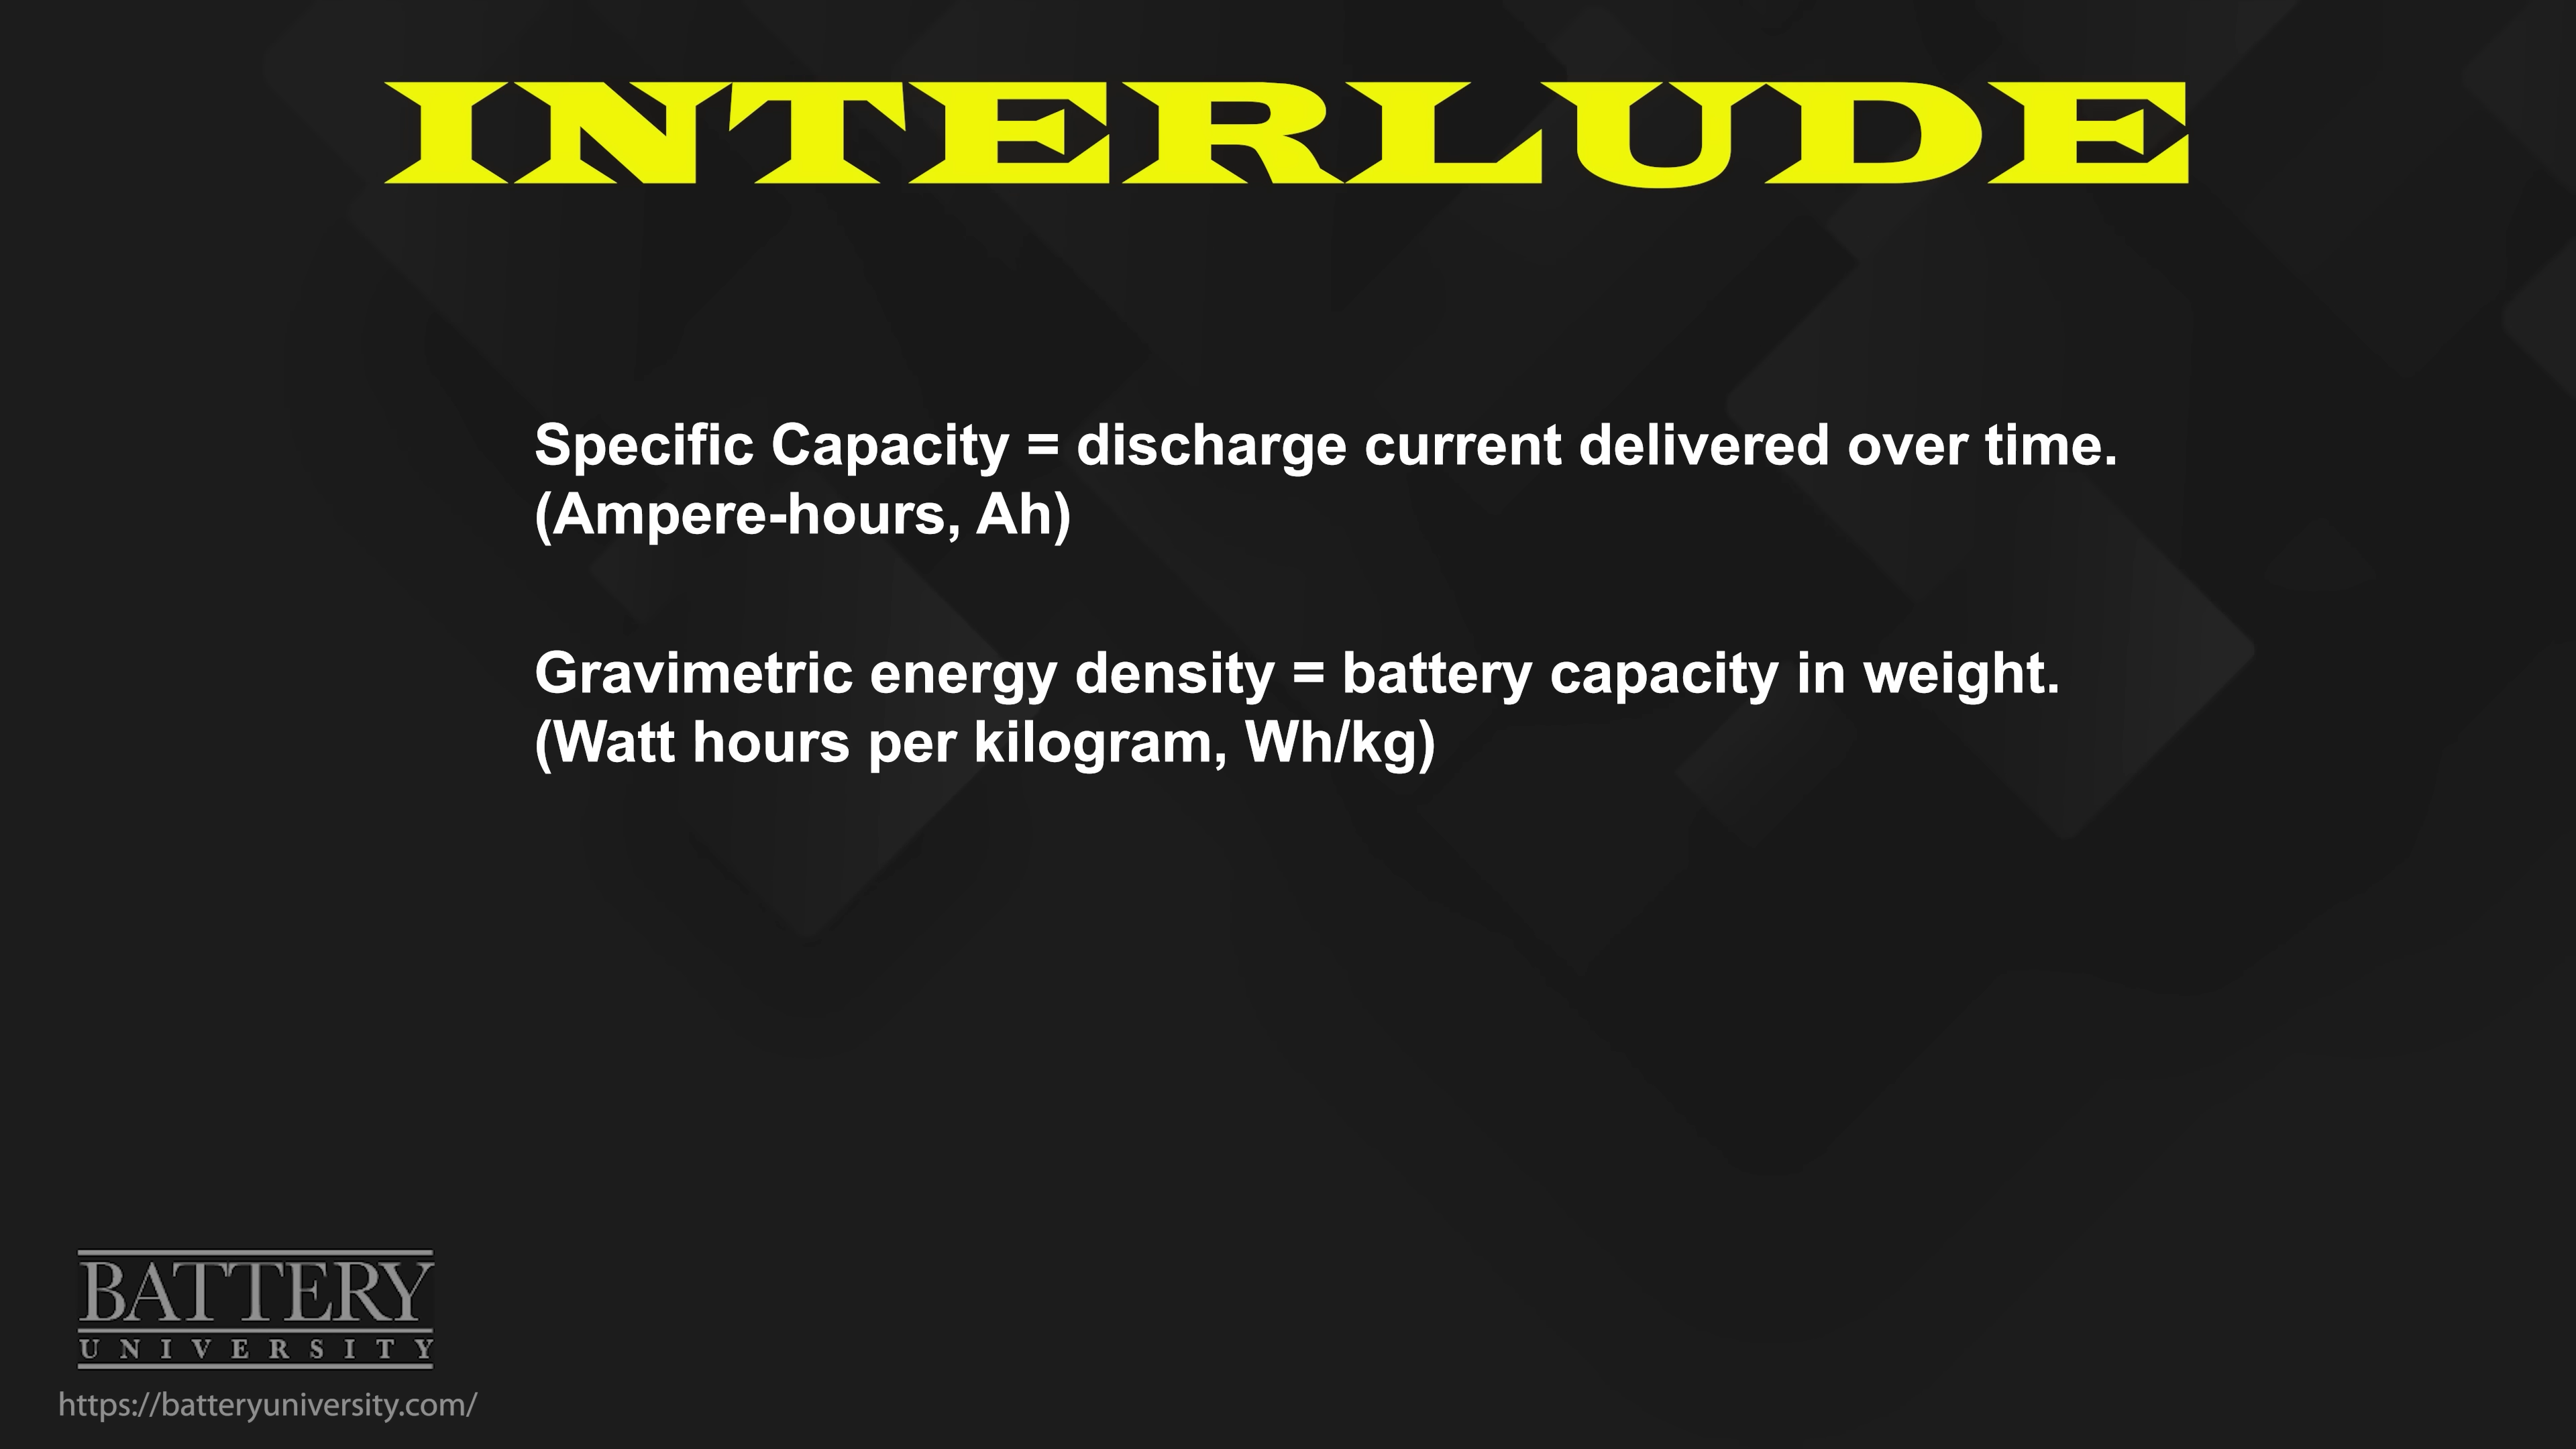 INTERLUDE
Specific Capacity = discharge current delivered over time.
(Ampere-hours, Ah)
Gravimetric energy density = battery capacity in weight.
(Watt hours per kilogram, Wh/kg)
BATTERY
UNIVERSITY
https://batteryuniversity.com/